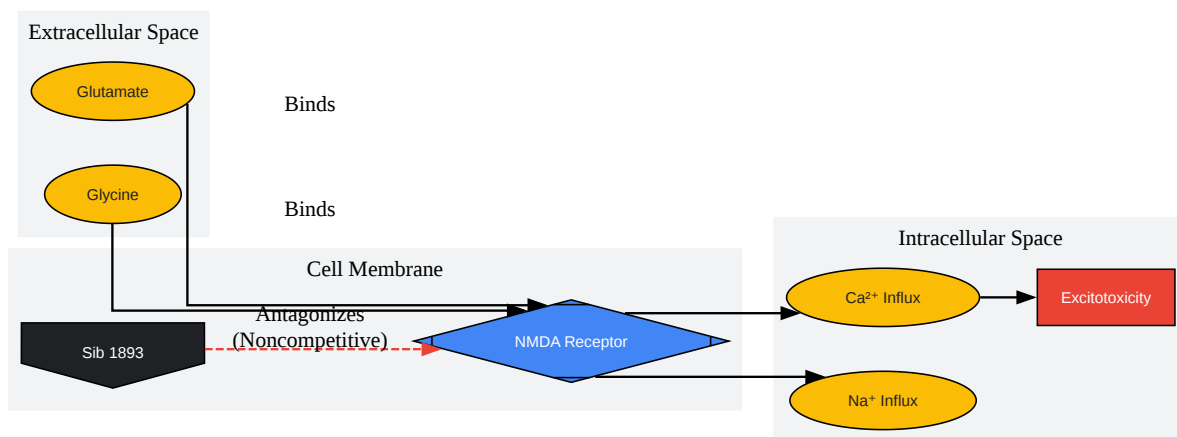 Extracellular Space
Glutamate
Binds
Glycine
Binds
Cell Membrane
Antagonizes
(Noncompetitive)
Sib 1893
NMDA Receptor
Intracellular Space
Ca²⁺ Influx
Excitotoxicity
Na⁺ Influx